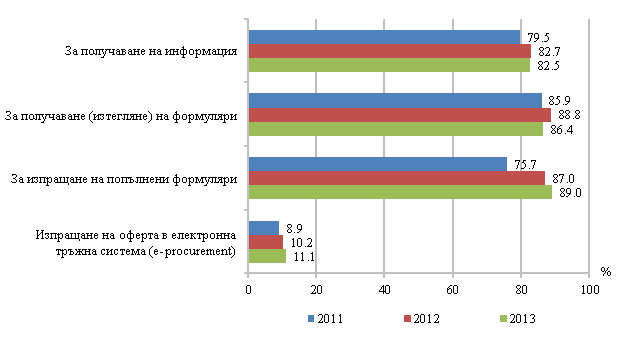 За получаване на информация
79.5
82.7
82.5
За получаване (изтегляне) на формуляри
85.9
88.8
86.4
За изпращане на попълнени формуляри
75.7
87.0
89.0
Изпращане на оферта в електронна
тръжна система (e-procurement)
8.9
10.2
11.1
%
0 20 40 60 80 100
2011 2012 2013